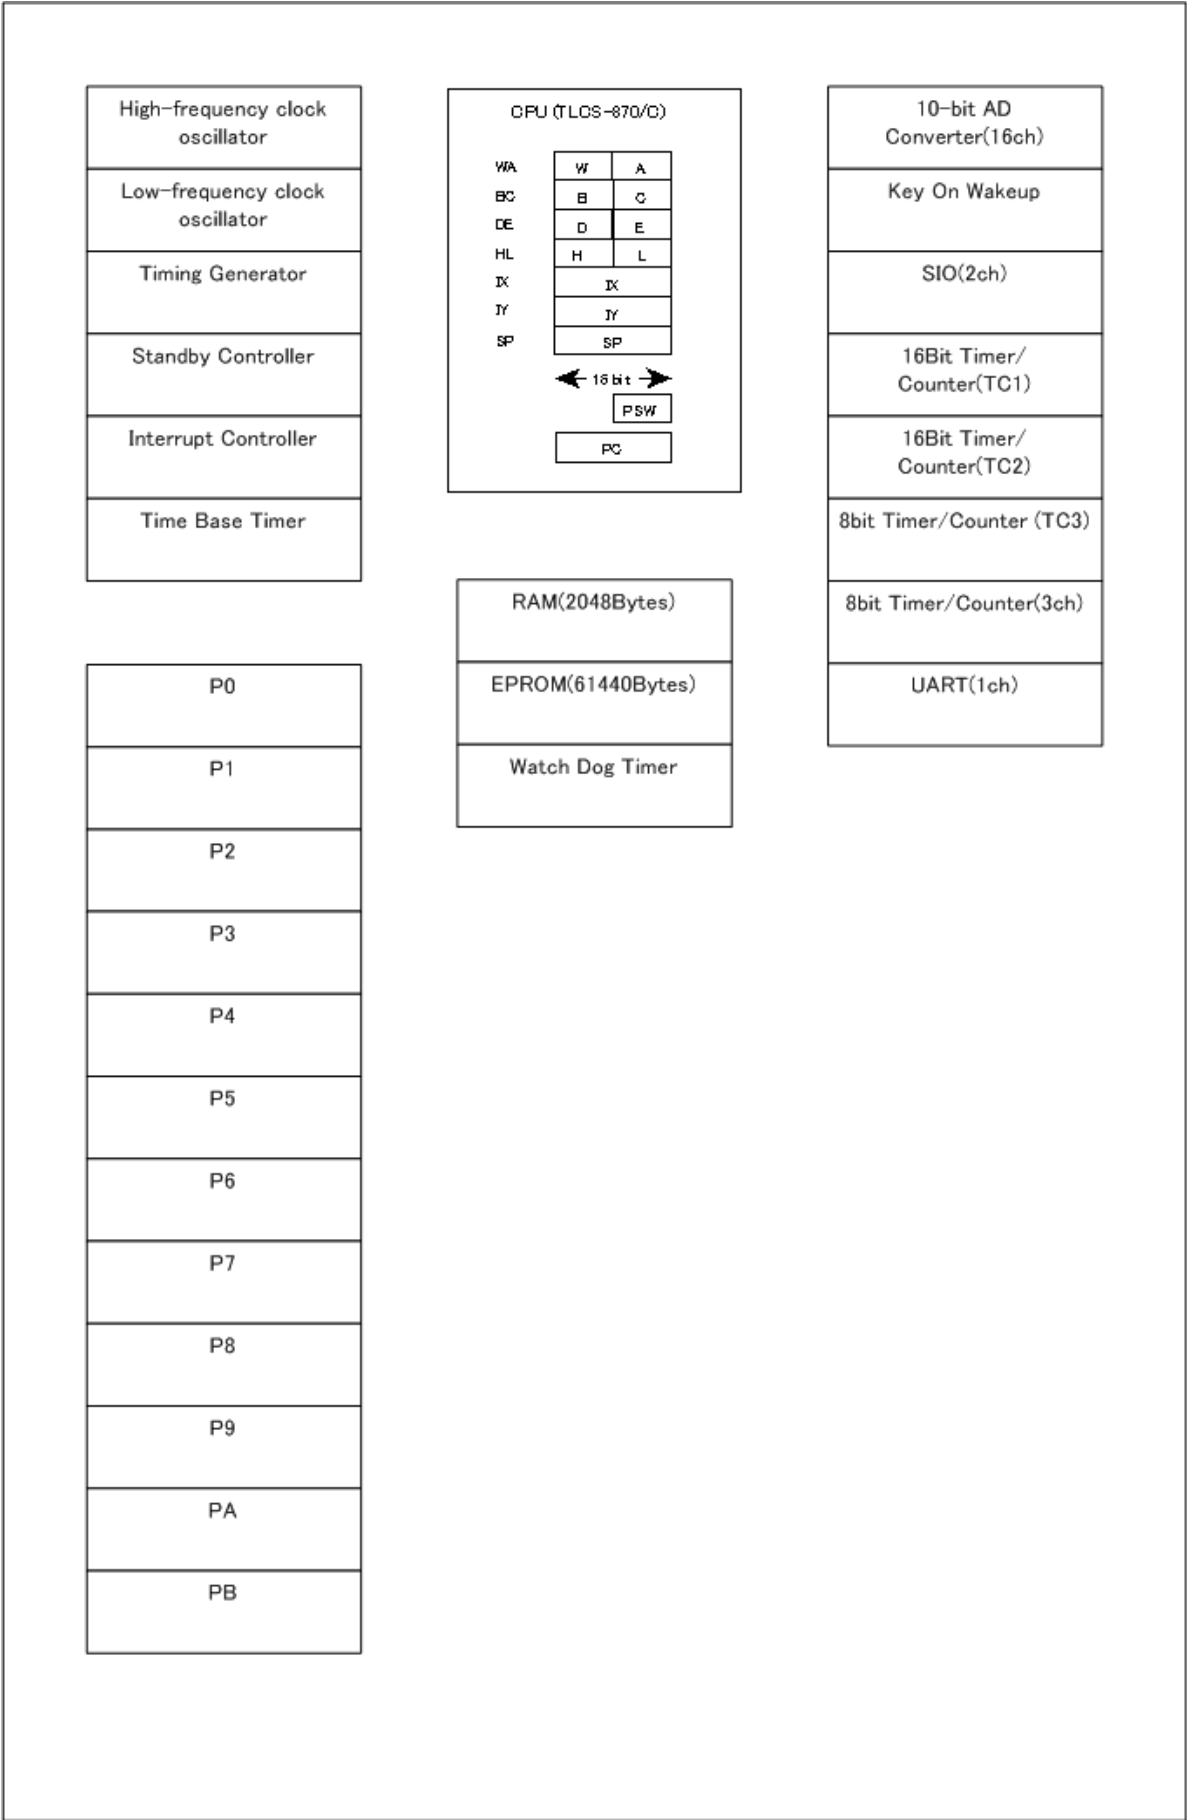 High-frequency clock
oscillator
Low-frequency clock
oscillator
Timing Generator
Standby Controller
Interrupt Controller
Time Base Timer
P0
P1
P2
P3
P4
P5
P6
P7
P8
P9
PA
PB
CPU (TLCS-870/C)
WA W A
BC B C
DE D E
HL H L
IX IX
IY IY
SP SP
16 bit
PSW
PC
RAM(2048Bytes)
EPROM(61440Bytes)
Watch Dog Timer
10-bit AD
Converter(16ch)
Key On Wakeup
SIO(2ch)
16Bit Timer/
Counter(TC1)
16Bit Timer/
Counter(TC2)
8bit Timer/Counter (TC3)
8bit Timer/Counter(3ch)
UART(1ch)